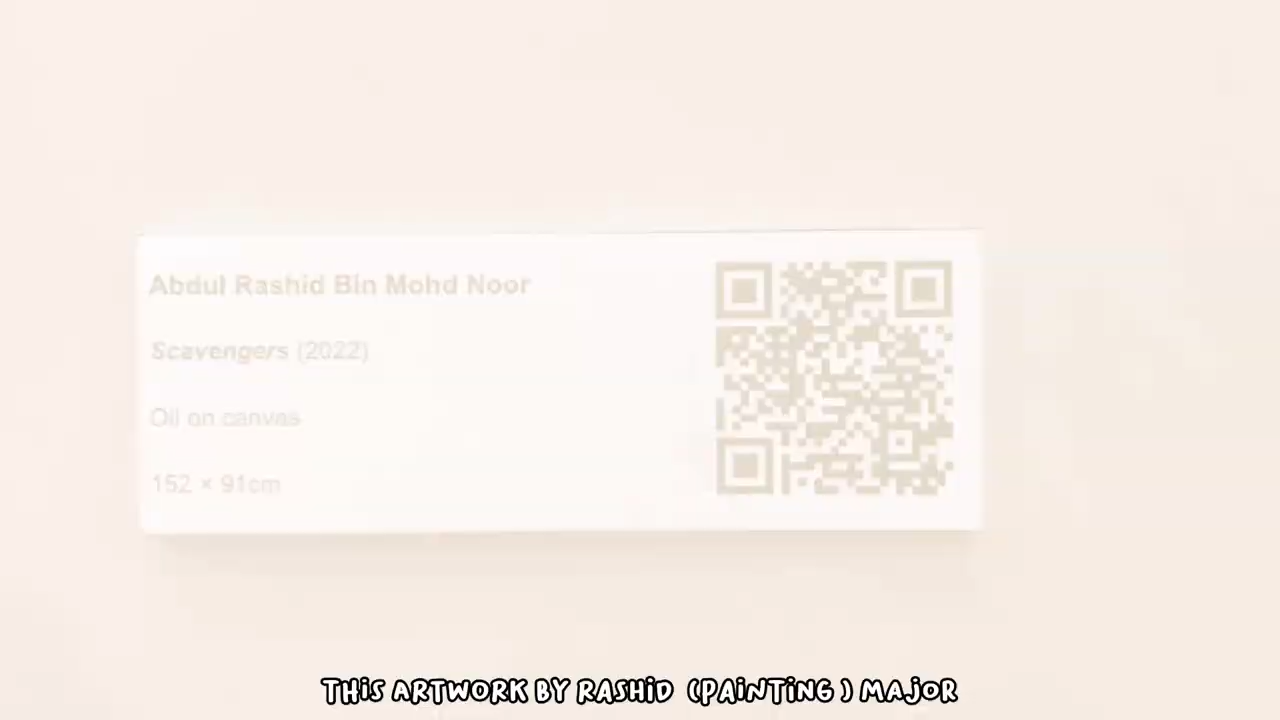 Abdul Rashid Bin Mohd Noor
Scavengers (2022)
Oil on canvas
152 × 91cm
THIS ARTWORK BY RASHID (PAINTING) MAJOR